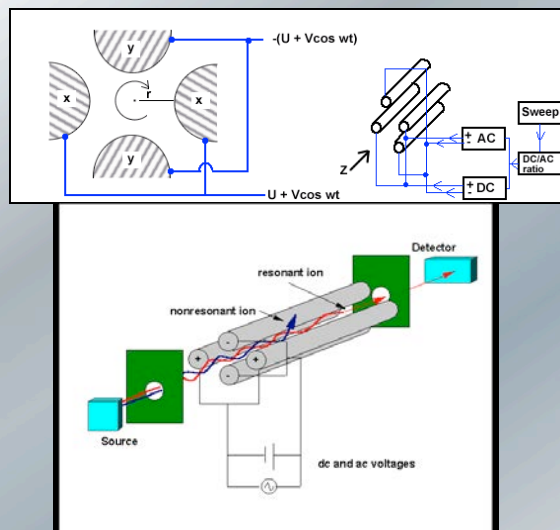 -(U + Vcos wt)
y
x
r
x
y
U + Vcos wt
Z
Sweep
+
-
AC
DC/AC
ratio
+
-
DC
Detector
resonant ion
nonresonant ion
-
+
+
-
Source
dc and ac voltages